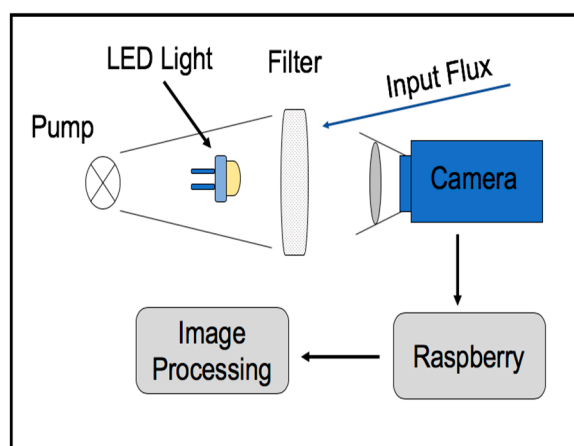 LED Light
Filter
Input Flux
Pump
Camera
Image
Processing
Raspberry